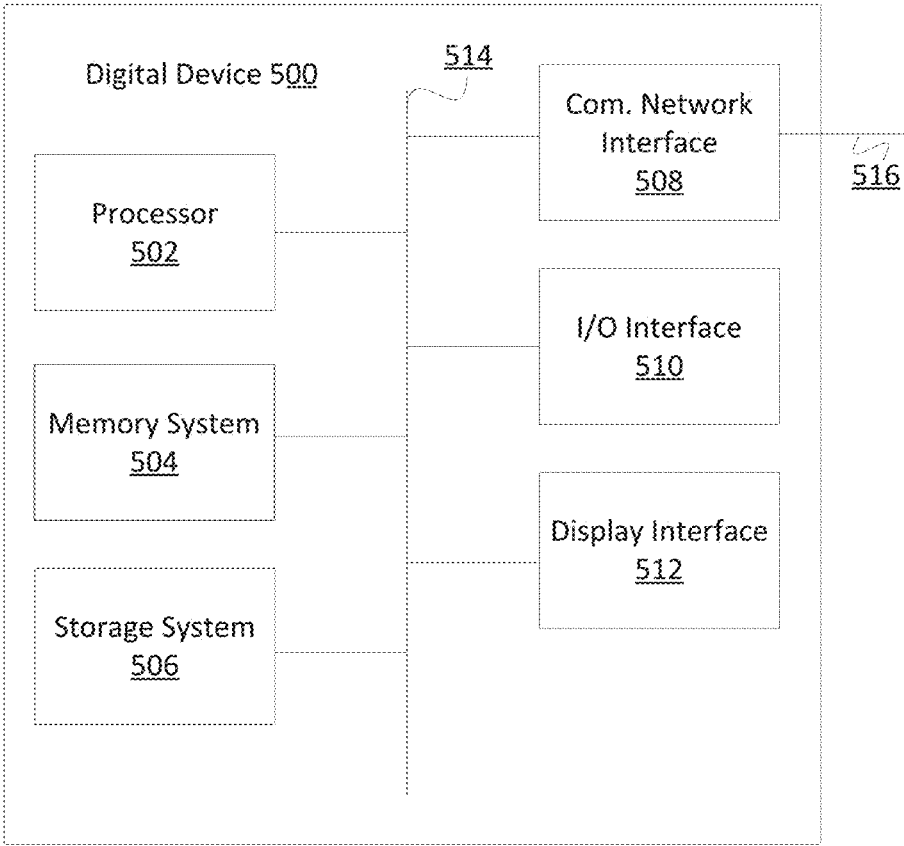 Digital Device 500
514
Com. Network
Interface
508
516
Processor
502
I/O Interface
510
Memory System
504
Display Interface
512
Storage System
506